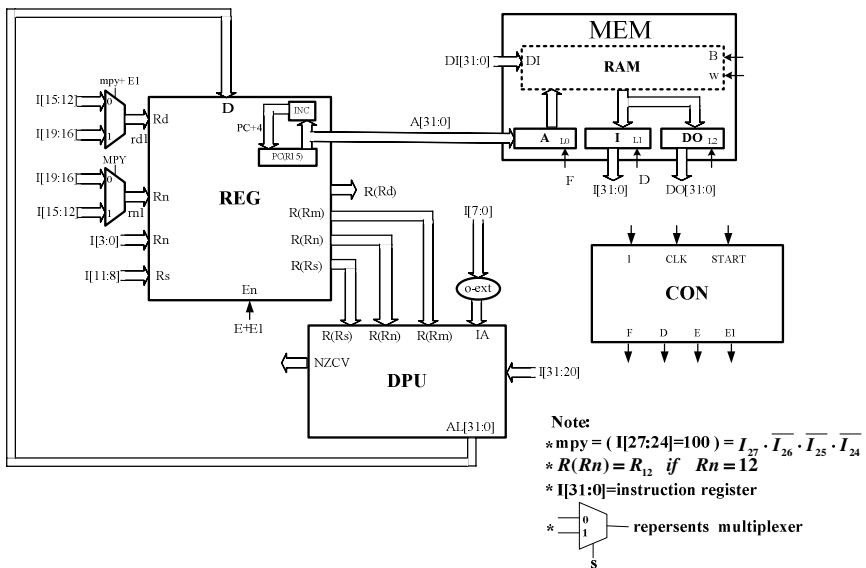 MEM
DI[31:0]
DI
RAM
B
w
A L0
I L1
DO L2
F
I[31:0]
D
DO[31:0]
mpy+ E1
I[15:12]
0
I[19:16]
1
rd1
Rd
D
INC
PC+4
PC(R15)
A[31:0]
MPY
I[19:16]
0
I[15:12]
1
rn1
Rn
REG
R(Rd)
R(Rm)
R(Rn)
R(Rs)
I[3:0]
Rn
I[11:8]
Rs
En
E+E1
I[7:0]
o-ext
R(Rs) R(Rn) R(Rm) IA
NZCV
DPU
I[31:20]
AL[31:0]
I CLK START
CON
F D E E1
Note:
* mpy = ( I[27:24]=100 ) = I₂₇ · I̅₂₆ · I̅₂₅ · I̅₂₄
* R(Rn) = R₁₂ if Rn = 12
* I[31:0]=instruction register
* 0 1 s repersents multiplexer